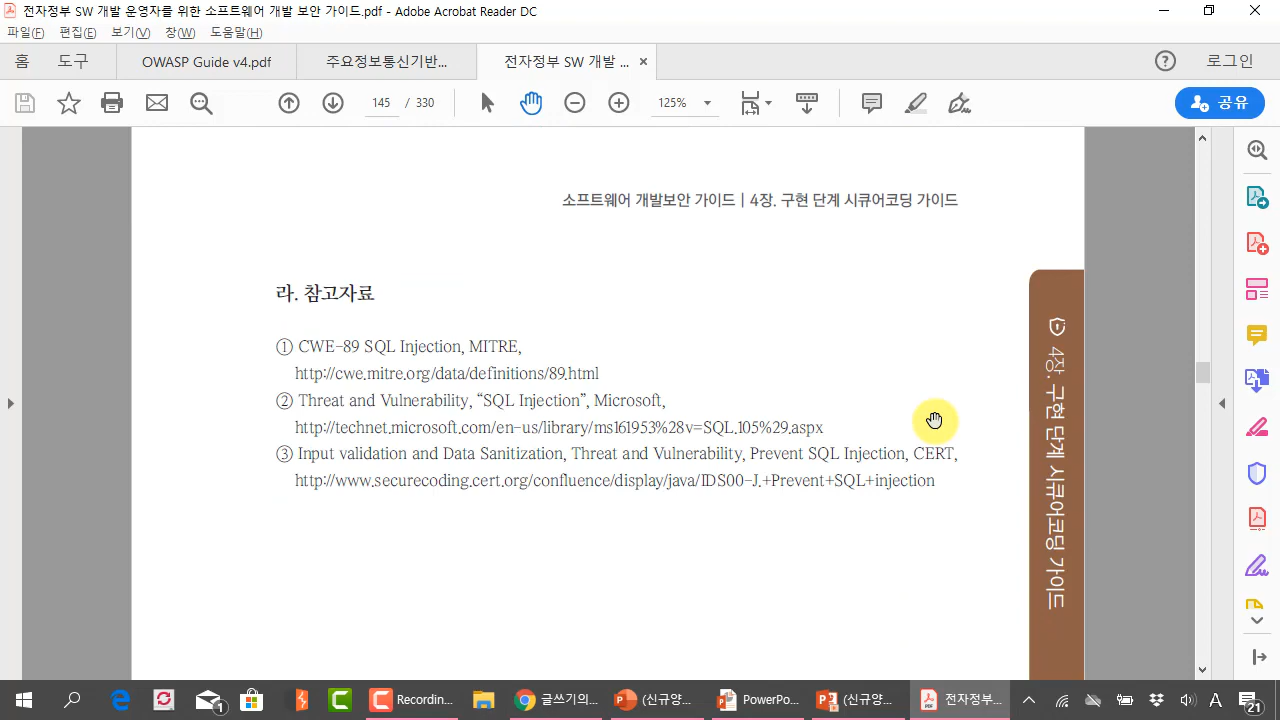 전자정부 SW 개발 운영자를 위한 소프트웨어 개발 보안 가이드.pdf - Adobe Acrobat Reader DC
파일(F) 편집(E) 보기(V) 창(W) 도움말(H)
홈 도구 OWASP Guide v4.pdf 주요정보통신기반... 전자정부 SW 개발 ... × ? 로그인
145 / 330 125% 공유
소프트웨어 개발보안 가이드 | 4장. 구현 단계 시큐어코딩 가이드
라. 참고자료
① CWE-89 SQL Injection, MITRE,
http://cwe.mitre.org/data/definitions/89.html
② Threat and Vulnerability, “SQL Injection”, Microsoft,
http://technet.microsoft.com/en-us/library/ms161953%28v=SQL.105%29.aspx
③ Input validation and Data Sanitization, Threat and Vulnerability, Prevent SQL Injection, CERT,
http://www.securecoding.cert.org/confluence/display/java/IDS00-J.+Prevent+SQL+injection
4장. 구현 단계 시큐어코딩 가이드
1 Recordin... 글쓰기의... (신규양... PowerPo... (신규양... 전자정부... A 21